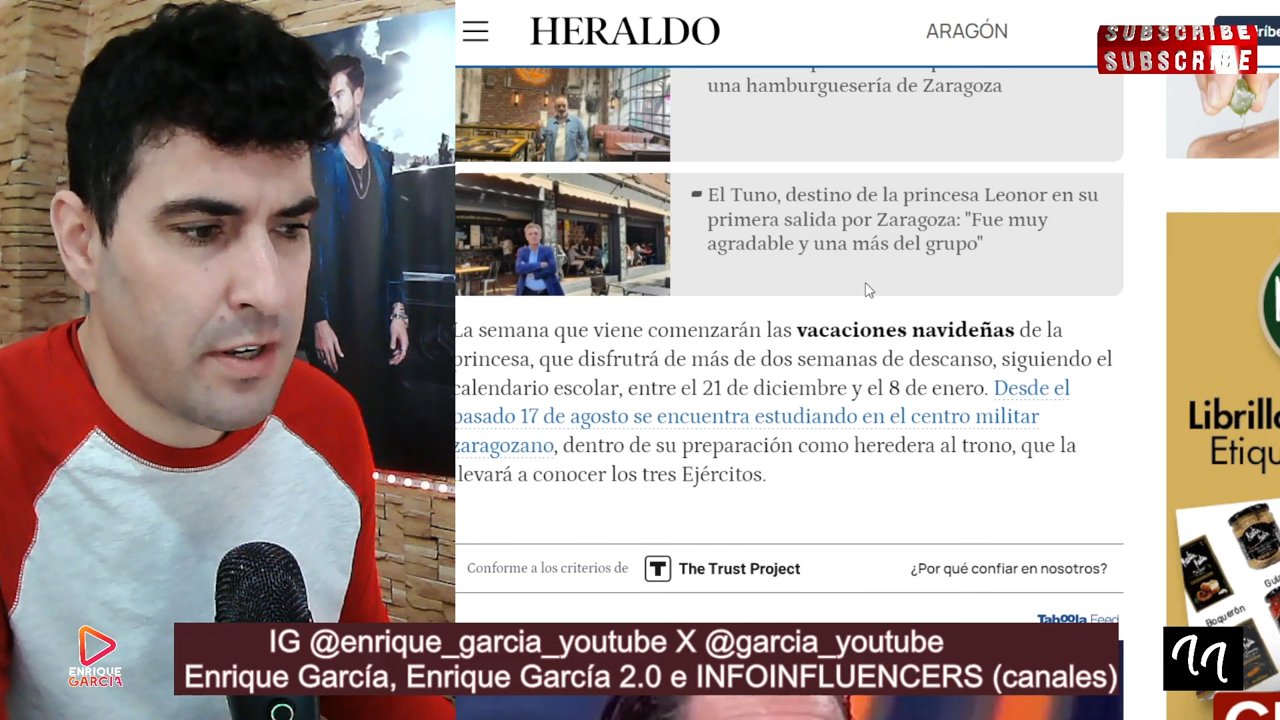 HERALDO
ARAGÓN
SUBSCRIBE
SUBSCRIBE
una hamburguesería de Zaragoza
El Tuno, destino de la princesa Leonor en su
primera salida por Zaragoza: "Fue muy
agradable y una más del grupo"
La semana que viene comenzarán las vacaciones navideñas de la
princesa, que disfrutrá de más de dos semanas de descanso, siguiendo el
calendario escolar, entre el 21 de diciembre y el 8 de enero. Desde el
pasado 17 de agosto se encuentra estudiando en el centro militar
zaragozano, dentro de su preparación como heredera al trono, que la
llevará a conocer los tres Ejércitos.
Conforme a los criterios de
T The Trust Project
¿Por qué confiar en nosotros?
Taboola Feed
Librill
Etiqu
Boquerón
Gul
IG @enrique_garcia_youtube X @garcia_youtube
Enrique García, Enrique García 2.0 e INFOINFLUENCERS (canales)
ENRIQUE
GARCÍA